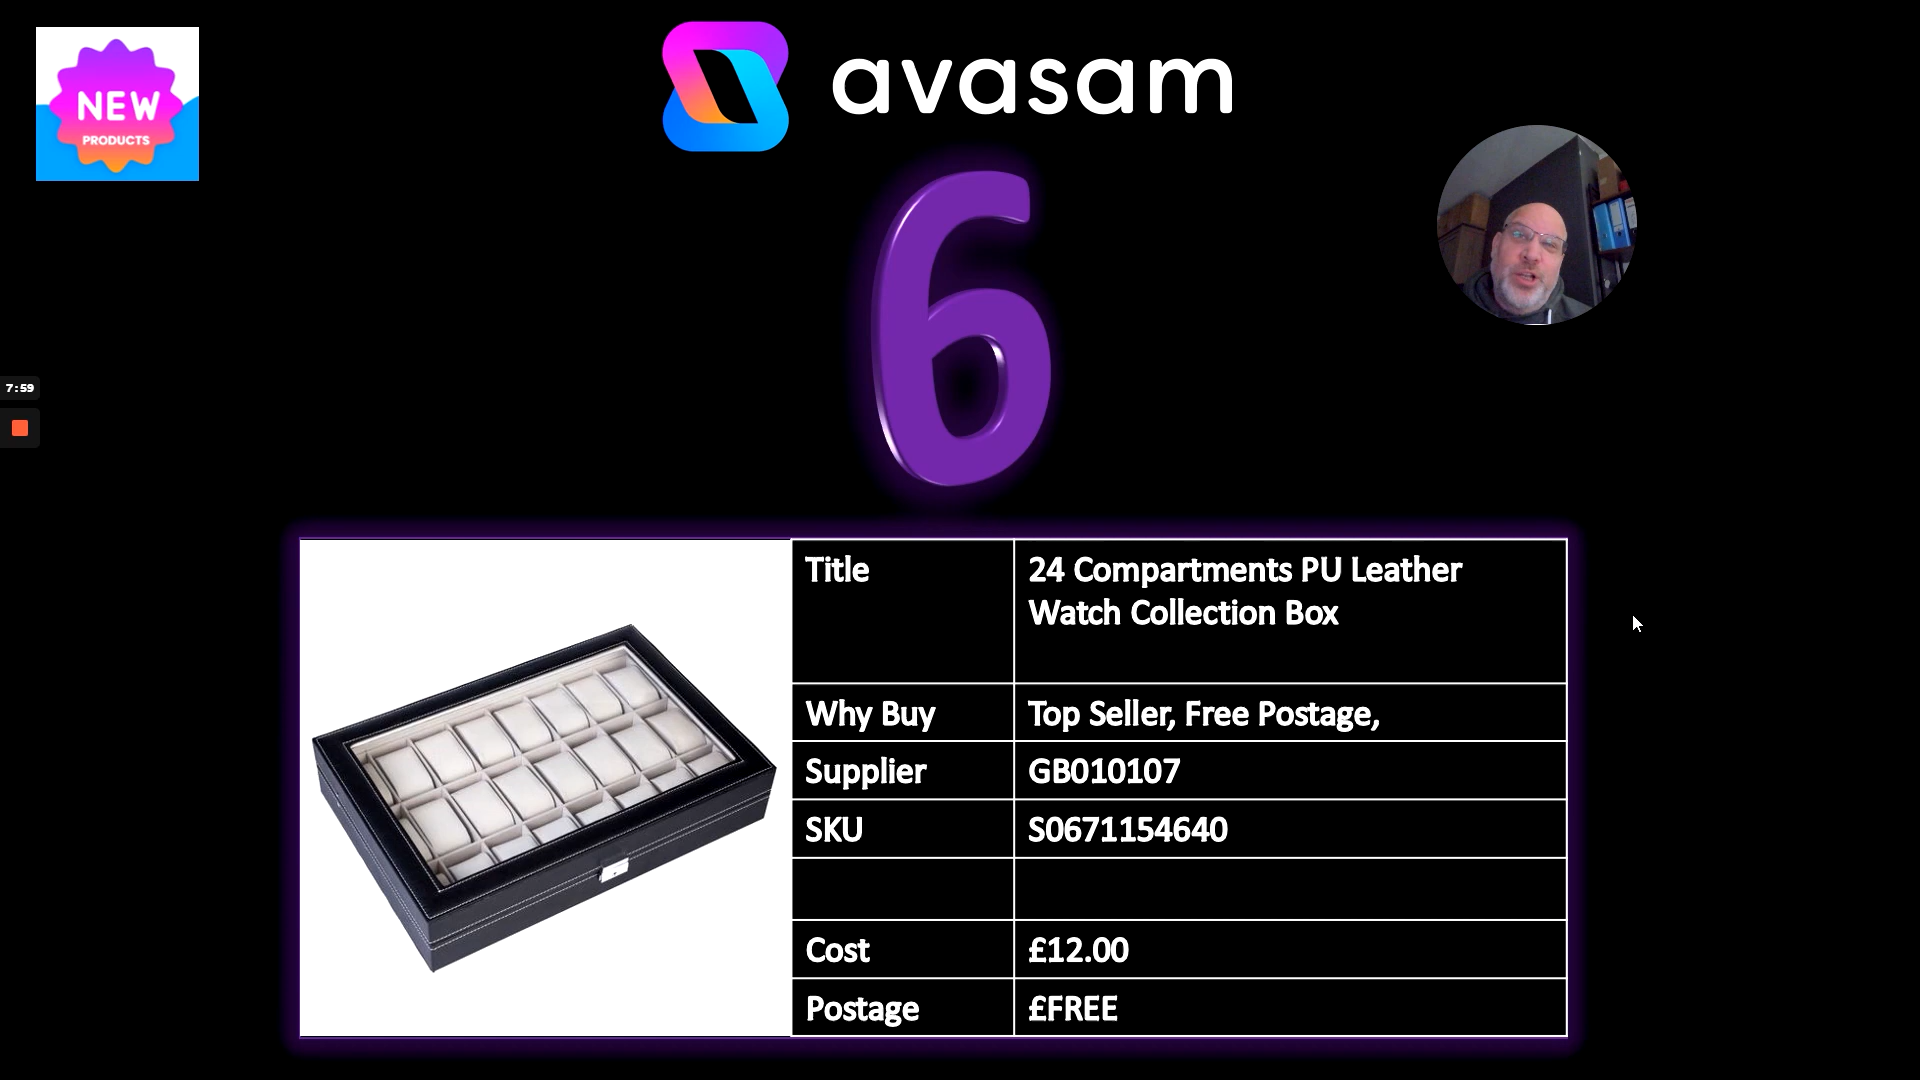 NEW
PRODUCTS
avasam
6
7:59
Title
24 Compartments PU Leather
Watch Collection Box
Why Buy
Top Seller, Free Postage,
Supplier
GB010107
SKU
S0671154640
Cost
£12.00
Postage
£FREE